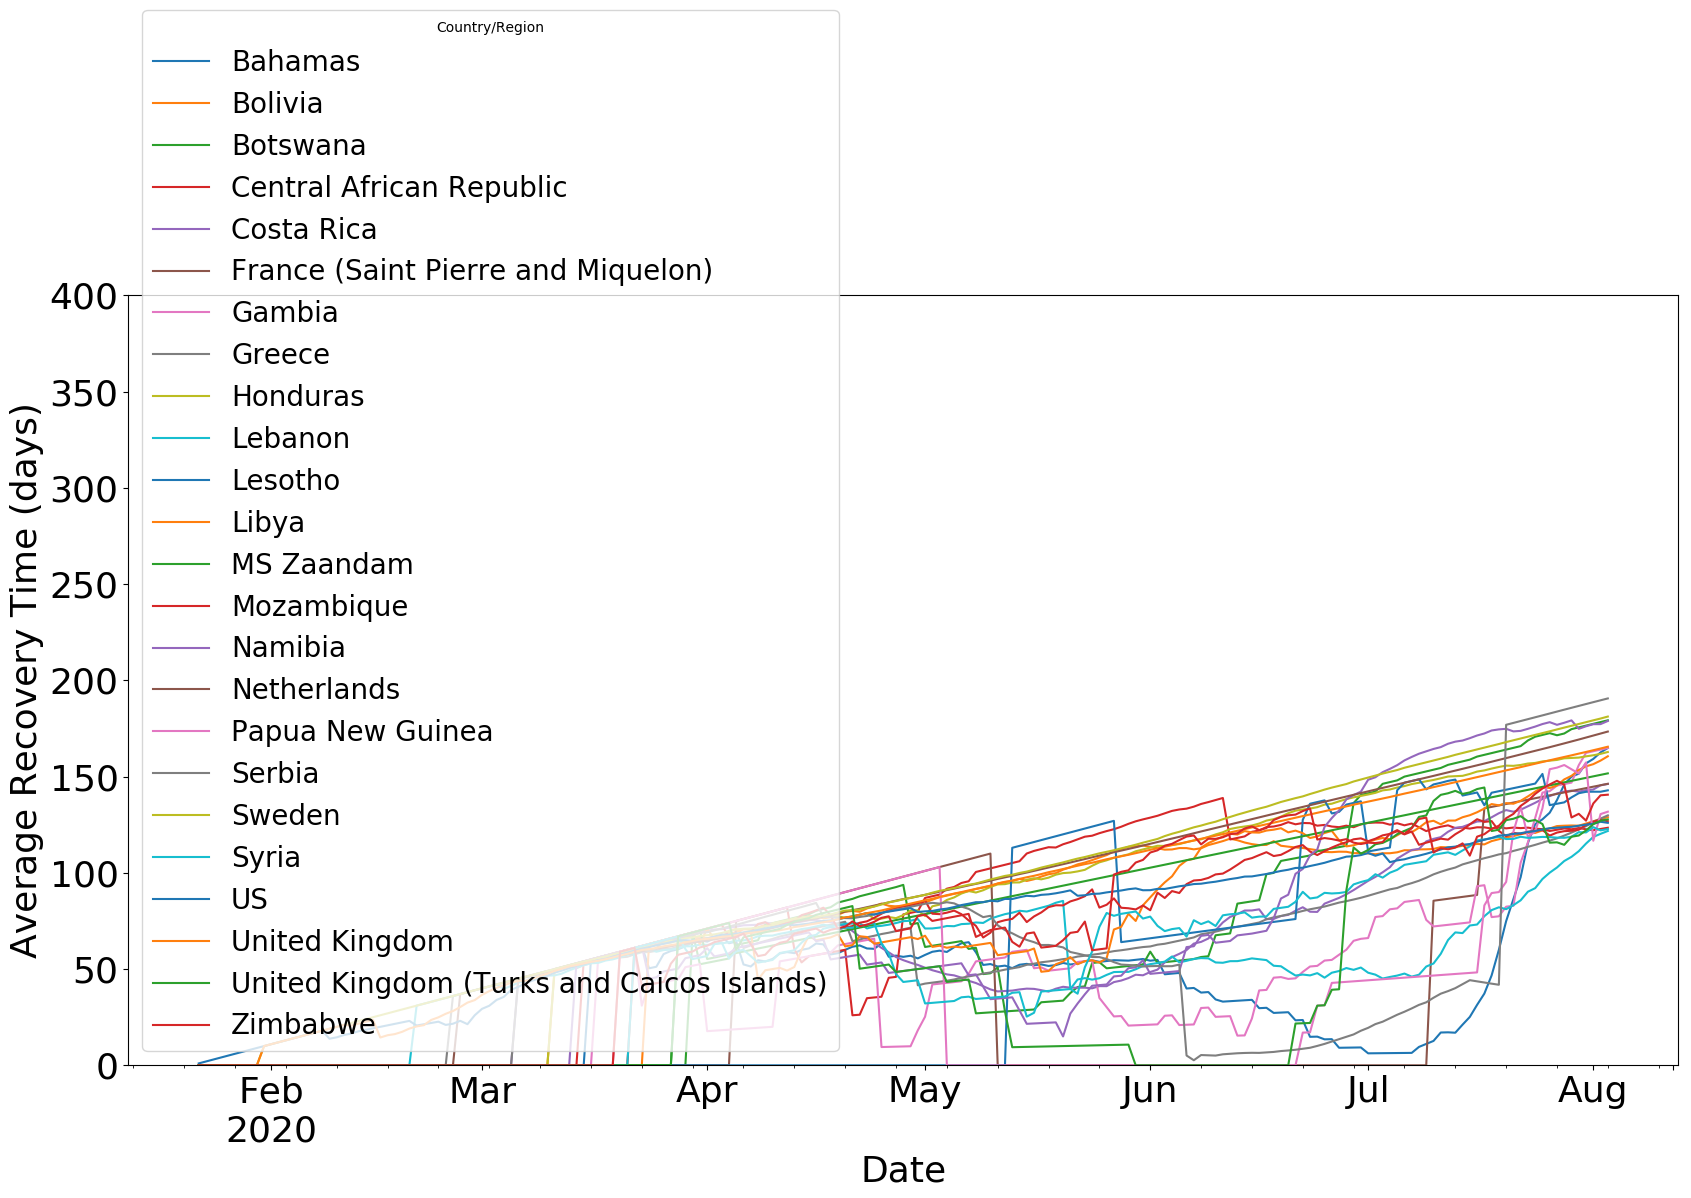 Country/Region
Bahamas
Bolivia
Botswana
Central African Republic
Costa Rica
France (Saint Pierre and Miquelon)
Gambia
Greece
Honduras
Lebanon
Lesotho
Libya
MS Zaandam
Mozambique
Namibia
Netherlands
Papua New Guinea
Serbia
Sweden
Syria
US
United Kingdom
United Kingdom (Turks and Caicos Islands)
Zimbabwe
400
350
300
250
200
150
100
50
0
Average Recovery Time (days)
Feb Mar Apr May Jun Jul Aug
2020
Date